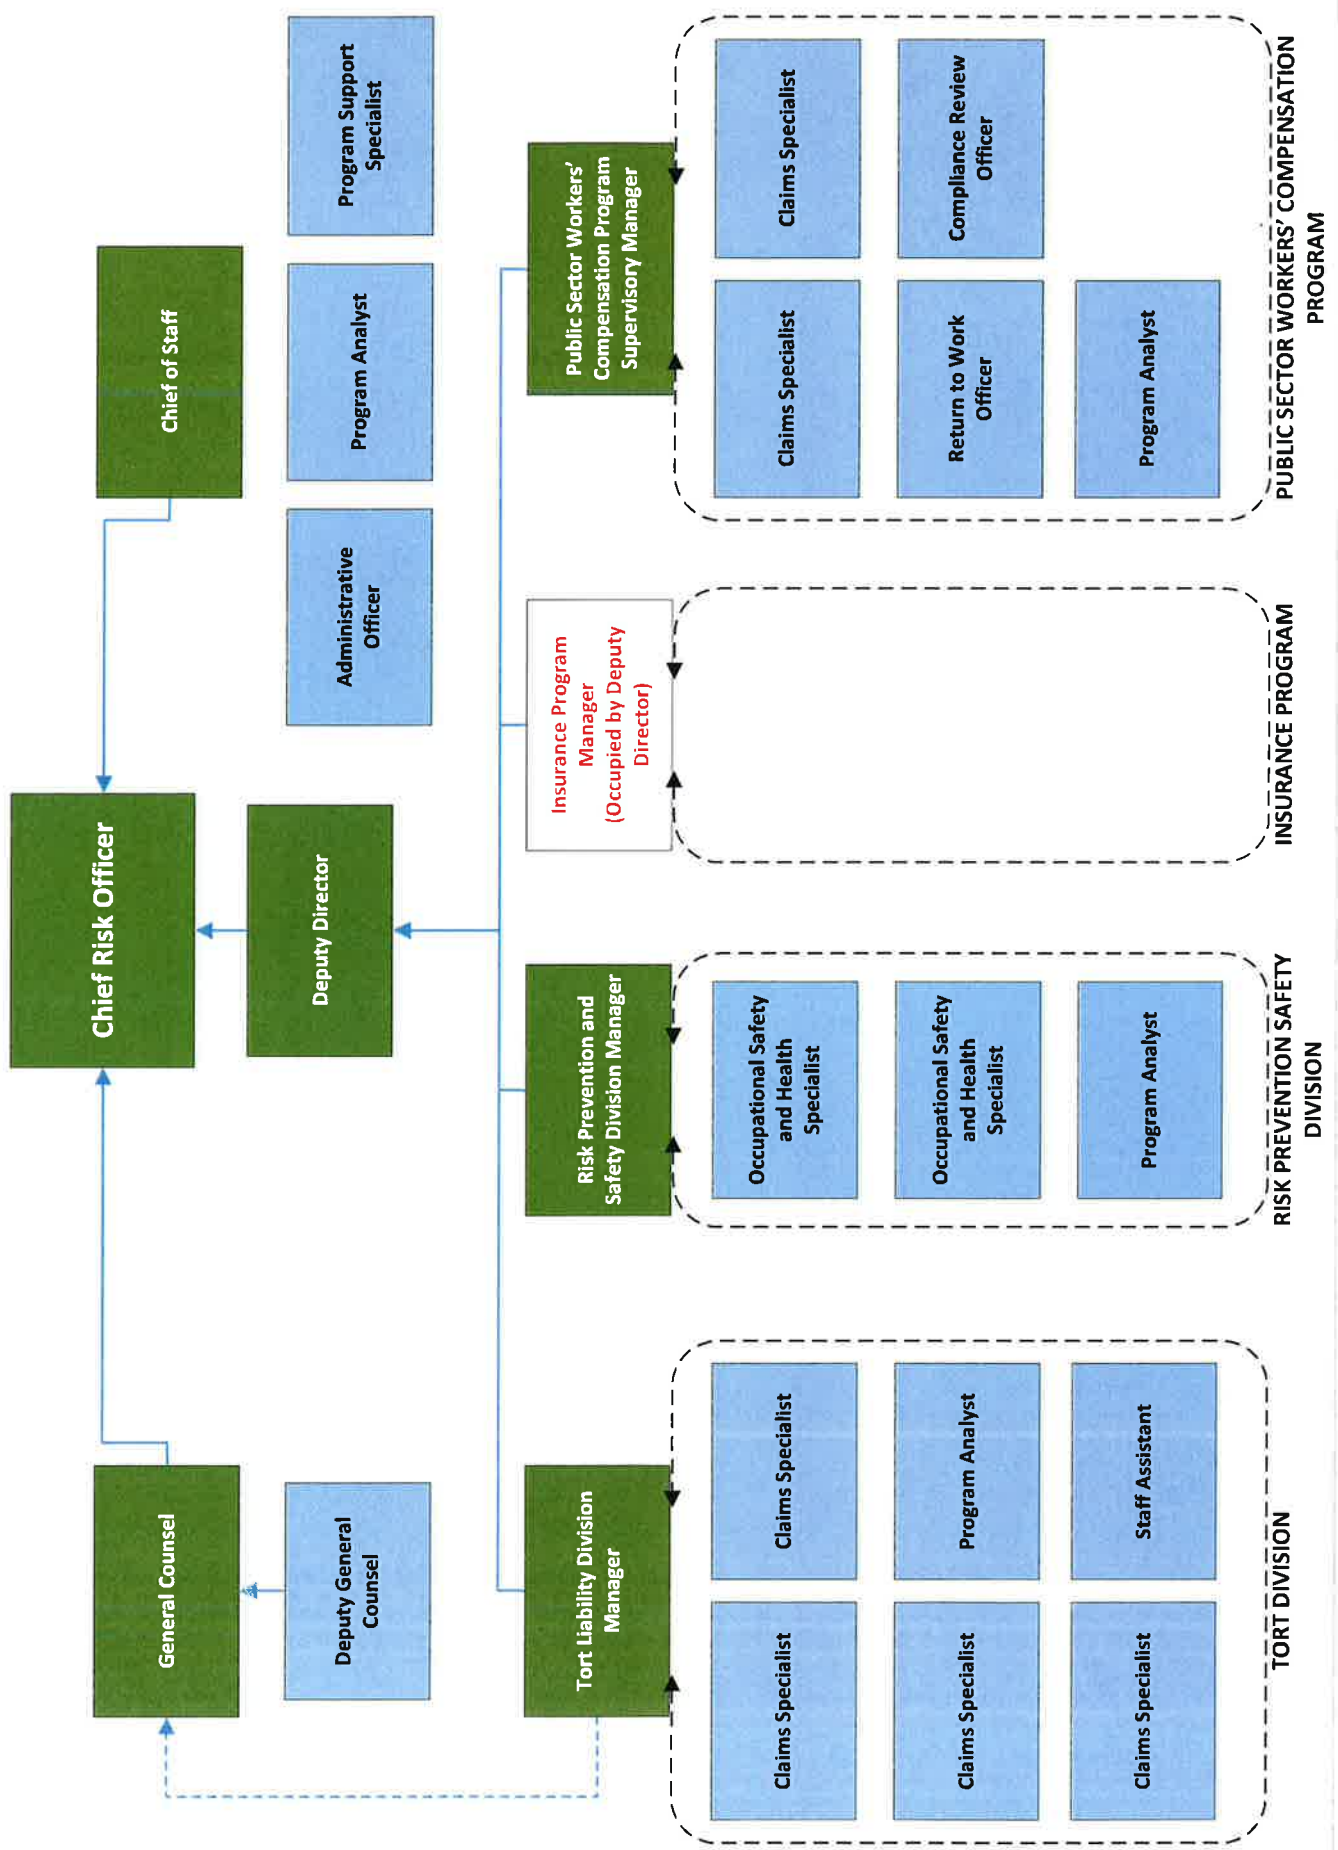 Chief Risk Officer
General Counsel
Chief of Staff
Deputy General
Counsel
Deputy Director
Administrative
Officer
Program Analyst
Program Support
Specialist
Tort Liability Division
Manager
Risk Prevention and
Safety Division Manager
Insurance Program
Manager
(Occupied by Deputy
Director)
Public Sector Workers’
Compensation Program
Supervisory Manager
Claims Specialist
Claims Specialist
Claims Specialist
Program Analyst
Claims Specialist
Staff Assistant
TORT DIVISION
Occupational Safety
and Health
Specialist
Occupational Safety
and Health
Specialist
Program Analyst
RISK PREVENTION SAFETY
DIVISION
INSURANCE PROGRAM
Claims Specialist
Claims Specialist
Return to Work
Officer
Compliance Review
Officer
Program Analyst
PUBLIC SECTOR WORKERS’ COMPENSATION
PROGRAM